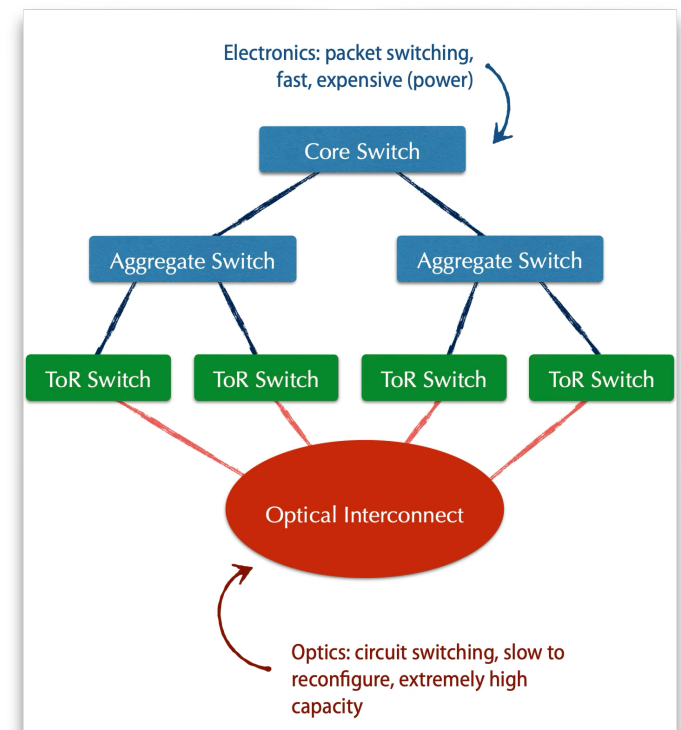 Electronics: packet switching,
fast, expensive (power)
Core Switch
Aggregate Switch
Aggregate Switch
ToR Switch
ToR Switch
ToR Switch
ToR Switch
Optical Interconnect
Optics: circuit switching, slow to
reconfigure, extremely high
capacity